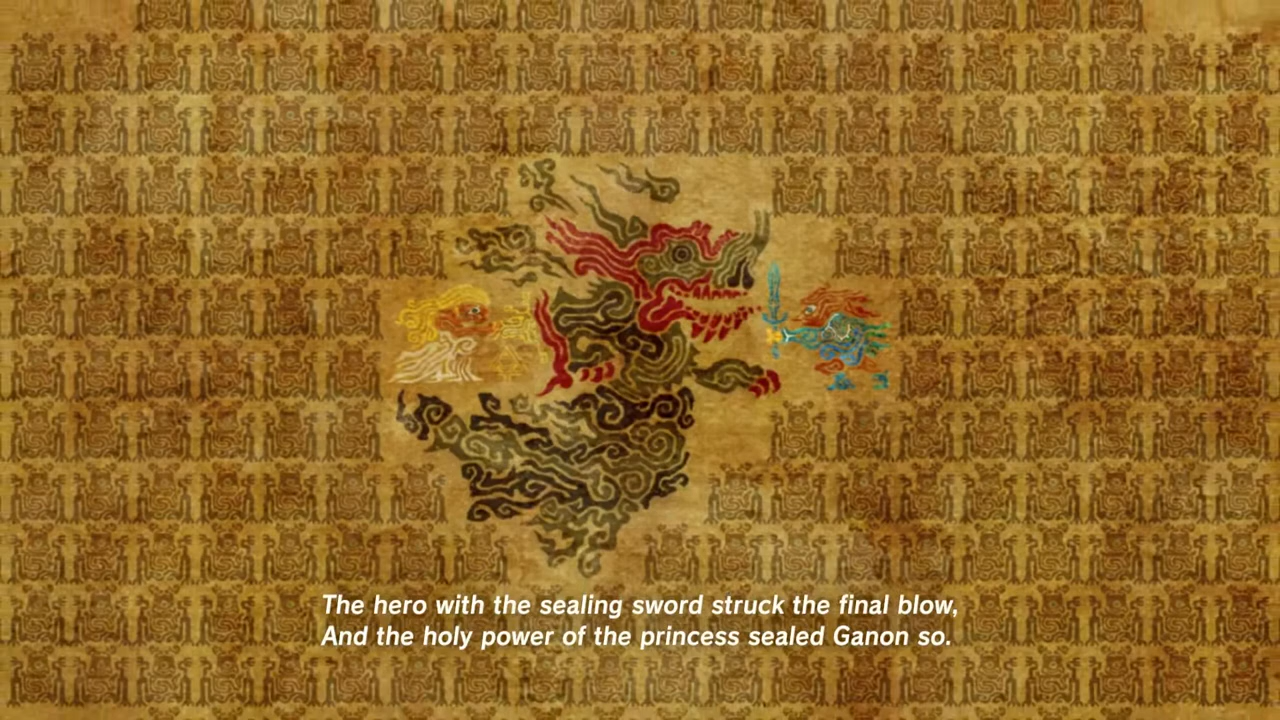 The hero with the sealing sword struck the final blow,
And the holy power of the princess sealed Ganon so.